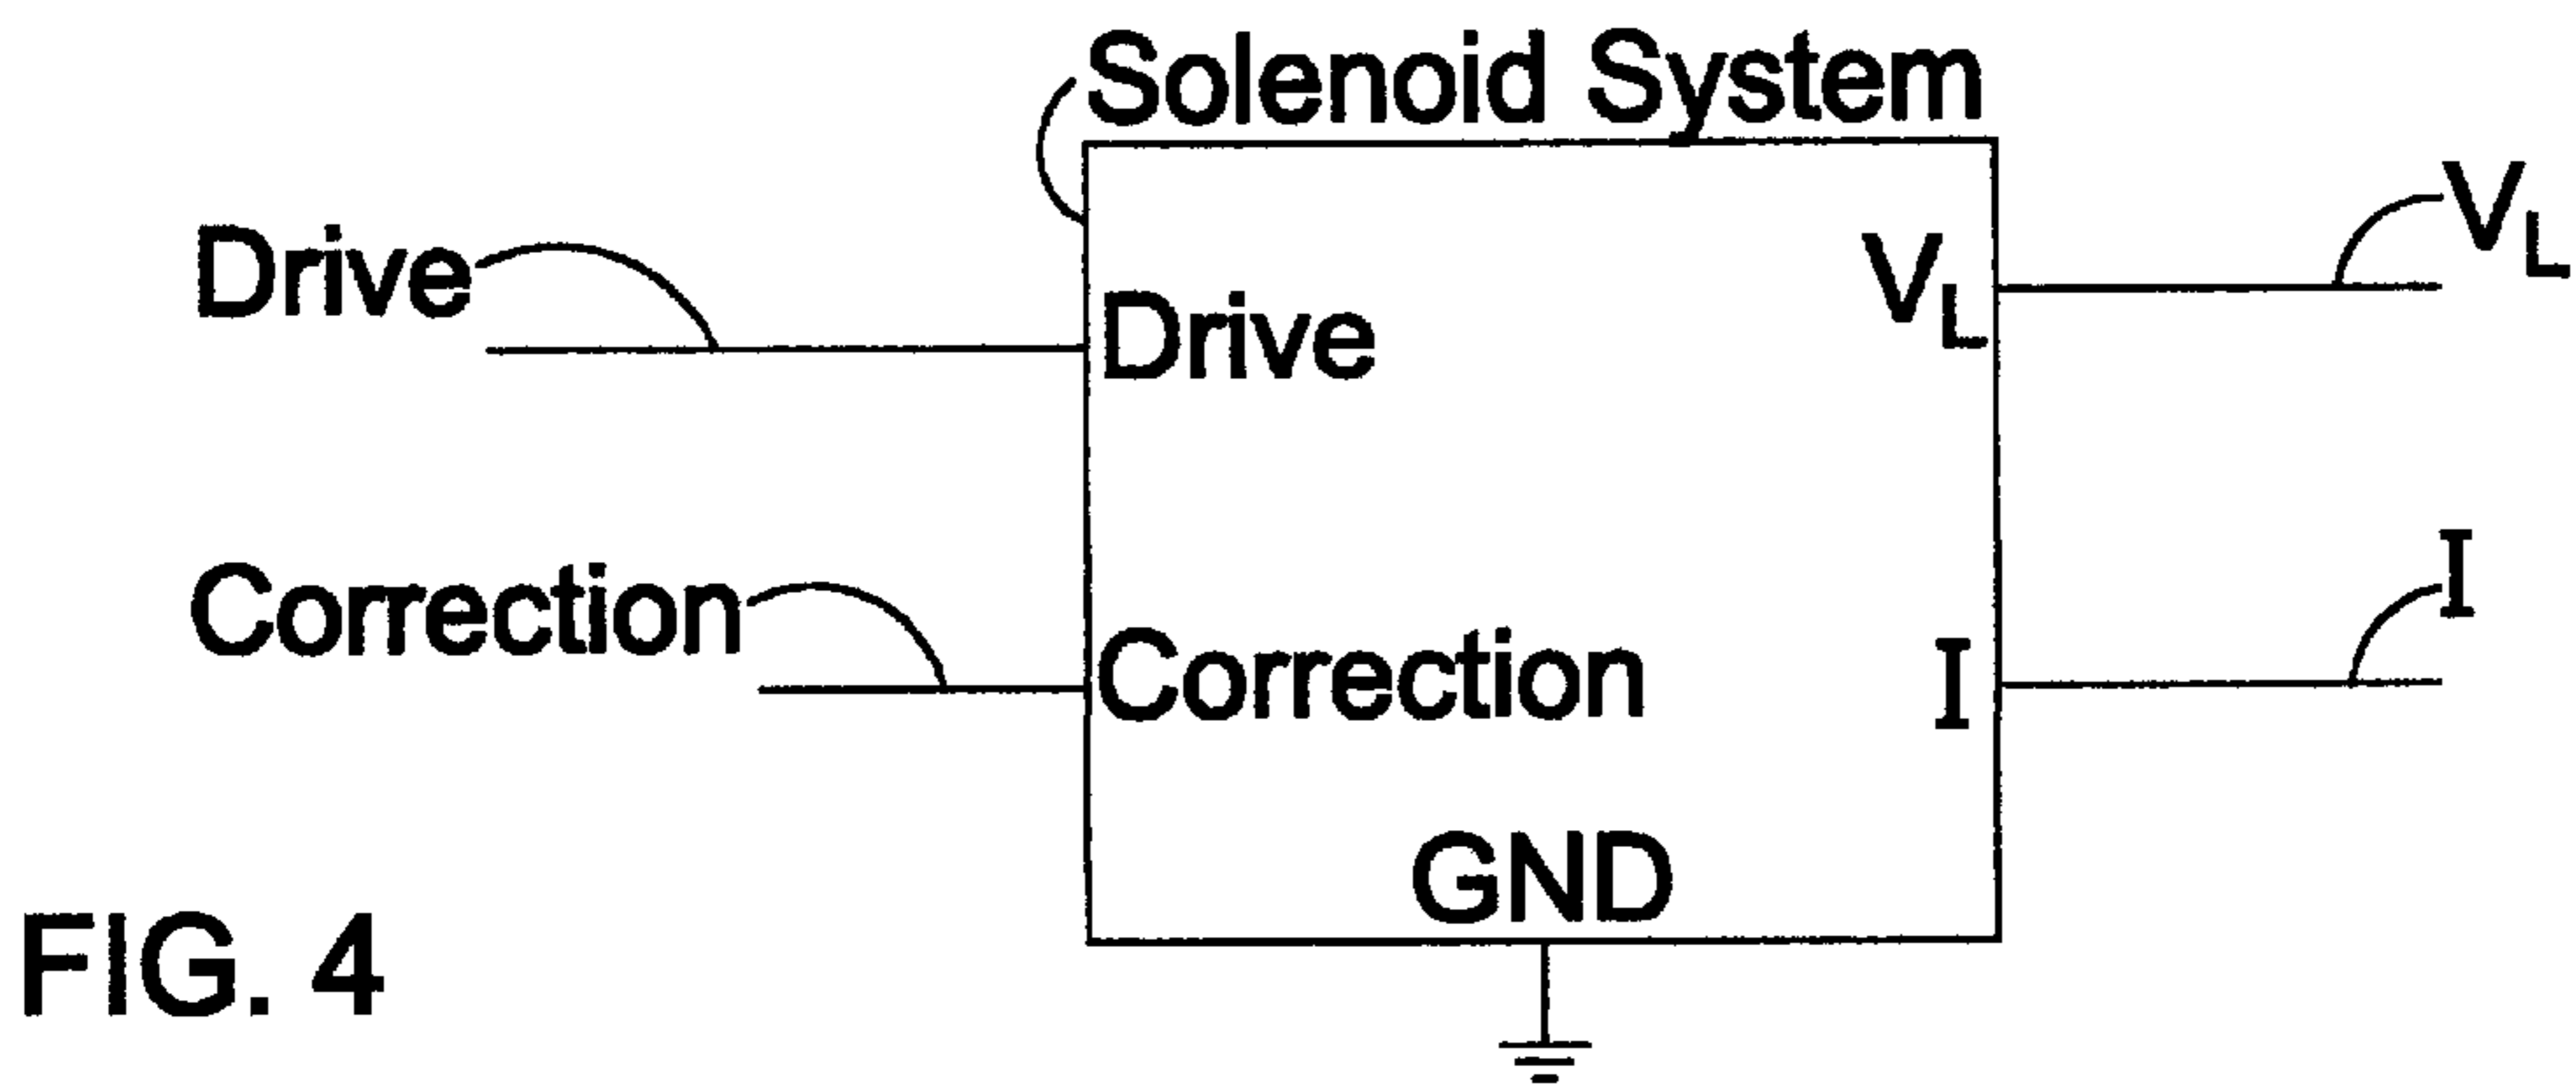 Solenoid System
V_L
Drive
V_L
Drive
I
Correction
I
Correction
GND
FIG. 4